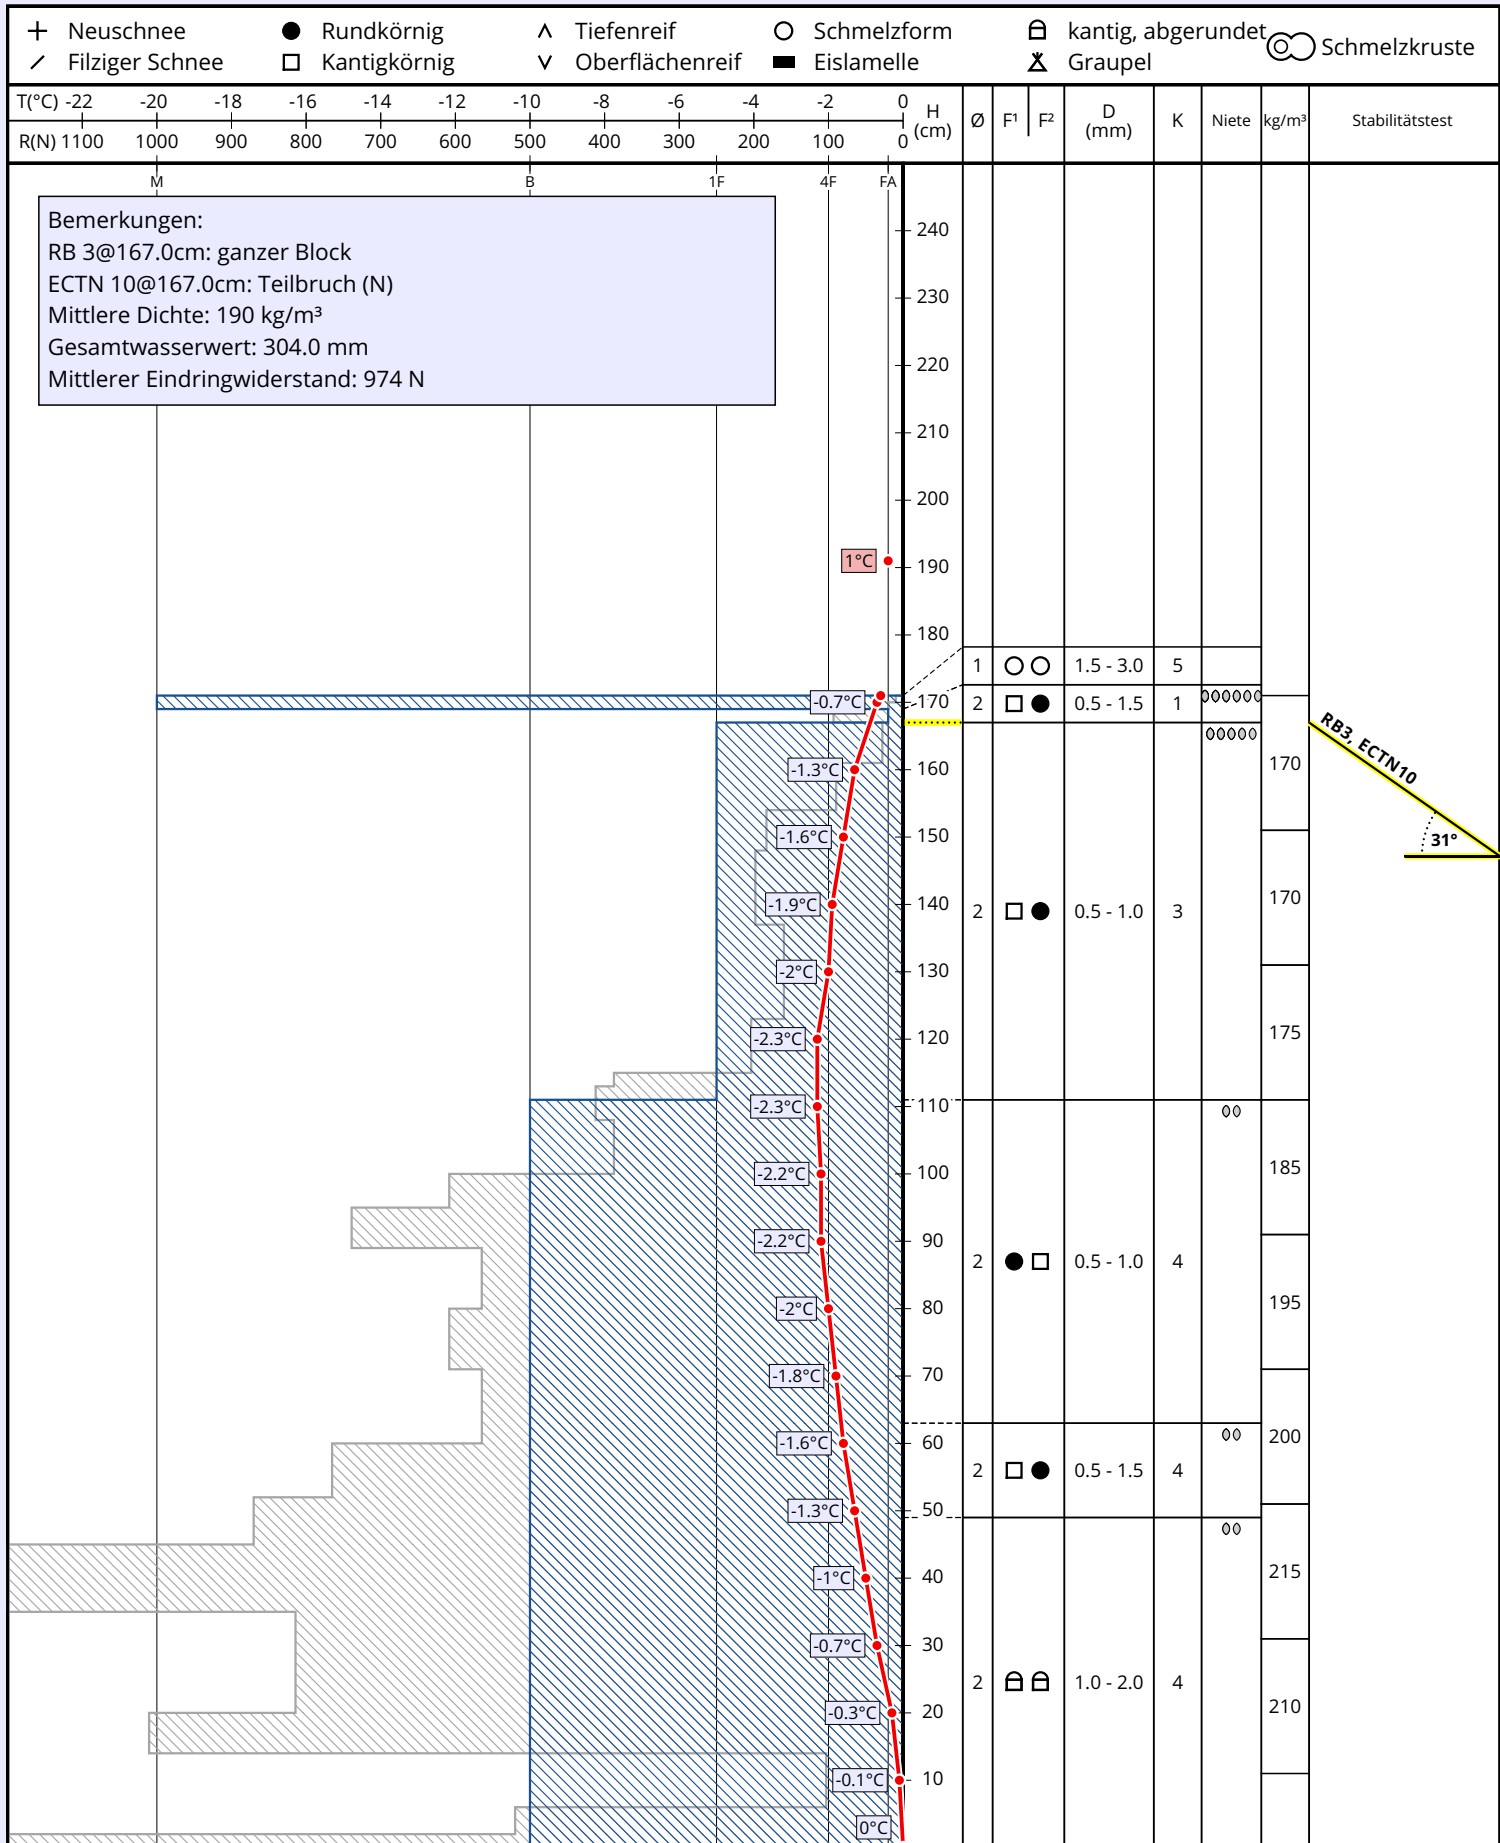 Neuschnee Rundkörnig Tiefenreif Schmelzform kantig, abgerundet Schmelzkruste
Filziger Schnee Kantigkörnig Oberflächenreif Eislamelle Graupel
T(°C) -22 -20 -18 -16 -14 -12 -10 -8 -6 -4 -2 0
R(N) 1100 1000 900 800 700 600 500 400 300 200 100 0
H (cm) Ø F¹ F² D (mm) K Niete kg/m³ Stabilitätstest
M B 1F 4F FA
Bemerkungen:
RB 3@167.0cm: ganzer Block
ECTN 10@167.0cm: Teilbruch (N)
Mittlere Dichte: 190 kg/m³
Gesamtwasserwert: 304.0 mm
Mittlerer Eindringwiderstand: 974 N
240
230
220
210
200
1°C 190
180
1 1.5 - 3.0 5
-0.7°C 170 2 0.5 - 1.5 1
RB3, ECTN10
-1.3°C 160 170
-1.6°C 150 31°
-1.9°C 140 2 0.5 - 1.0 3 170
-2°C 130
-2.3°C 120 175
-2.3°C 110
-2.2°C 100 185
-2.2°C 90 2 0.5 - 1.0 4
-2°C 80 195
-1.8°C 70
-1.6°C 60 200
2 0.5 - 1.5 4
-1.3°C 50
-1°C 40 215
-0.7°C 30
2 1.0 - 2.0 4
-0.3°C 20 210
-0.1°C 10
0°C